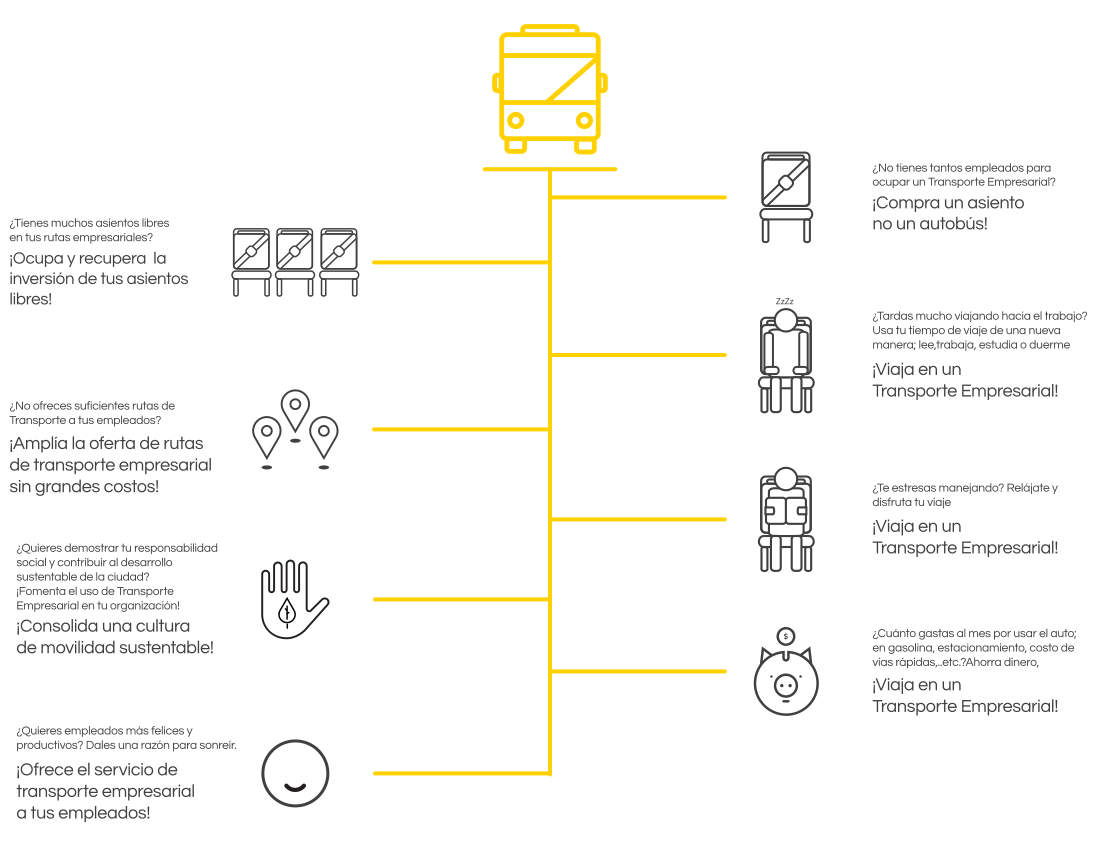 ¿Tienes muchos asientos libres
en tus rutas empresariales?
¡Ocupa y recupera la
inversión de tus asientos
libres!
¿No ofreces suficientes rutas de
Transporte a tus empleados?
¡Amplía la oferta de rutas
de transporte empresarial
sin grandes costos!
¿Quieres demostrar tu responsabilidad
social y contribuir al desarrollo
sustentable de la ciudad?
¡Fomenta el uso de Transporte
Empresarial en tu organización!
¡Consolida una cultura
de movilidad sustentable!
¿Quieres empleados más felices y
productivos? Dales una razón para sonreir.
¡Ofrece el servicio de
transporte empresarial
a tus empleados!
¿No tienes tantos empleados para
ocupar un Transporte Empresarial?
¡Compra un asiento
no un autobús!
ZzZz
¿Tardas mucho viajando hacia el trabajo?
Usa tu tiempo de viaje de una nueva
manera; lee,trabaja, estudia o duerme
¡Viaja en un
Transporte Empresarial!
¿Te estresas manejando? Relájate y
disfruta tu viaje
¡Viaja en un
Transporte Empresarial!
$
¿Cuánto gastas al mes por usar el auto;
en gasolina, estacionamiento, costo de
vías rápidas,..etc.?Ahorra dinero,
¡Viaja en un
Transporte Empresarial!